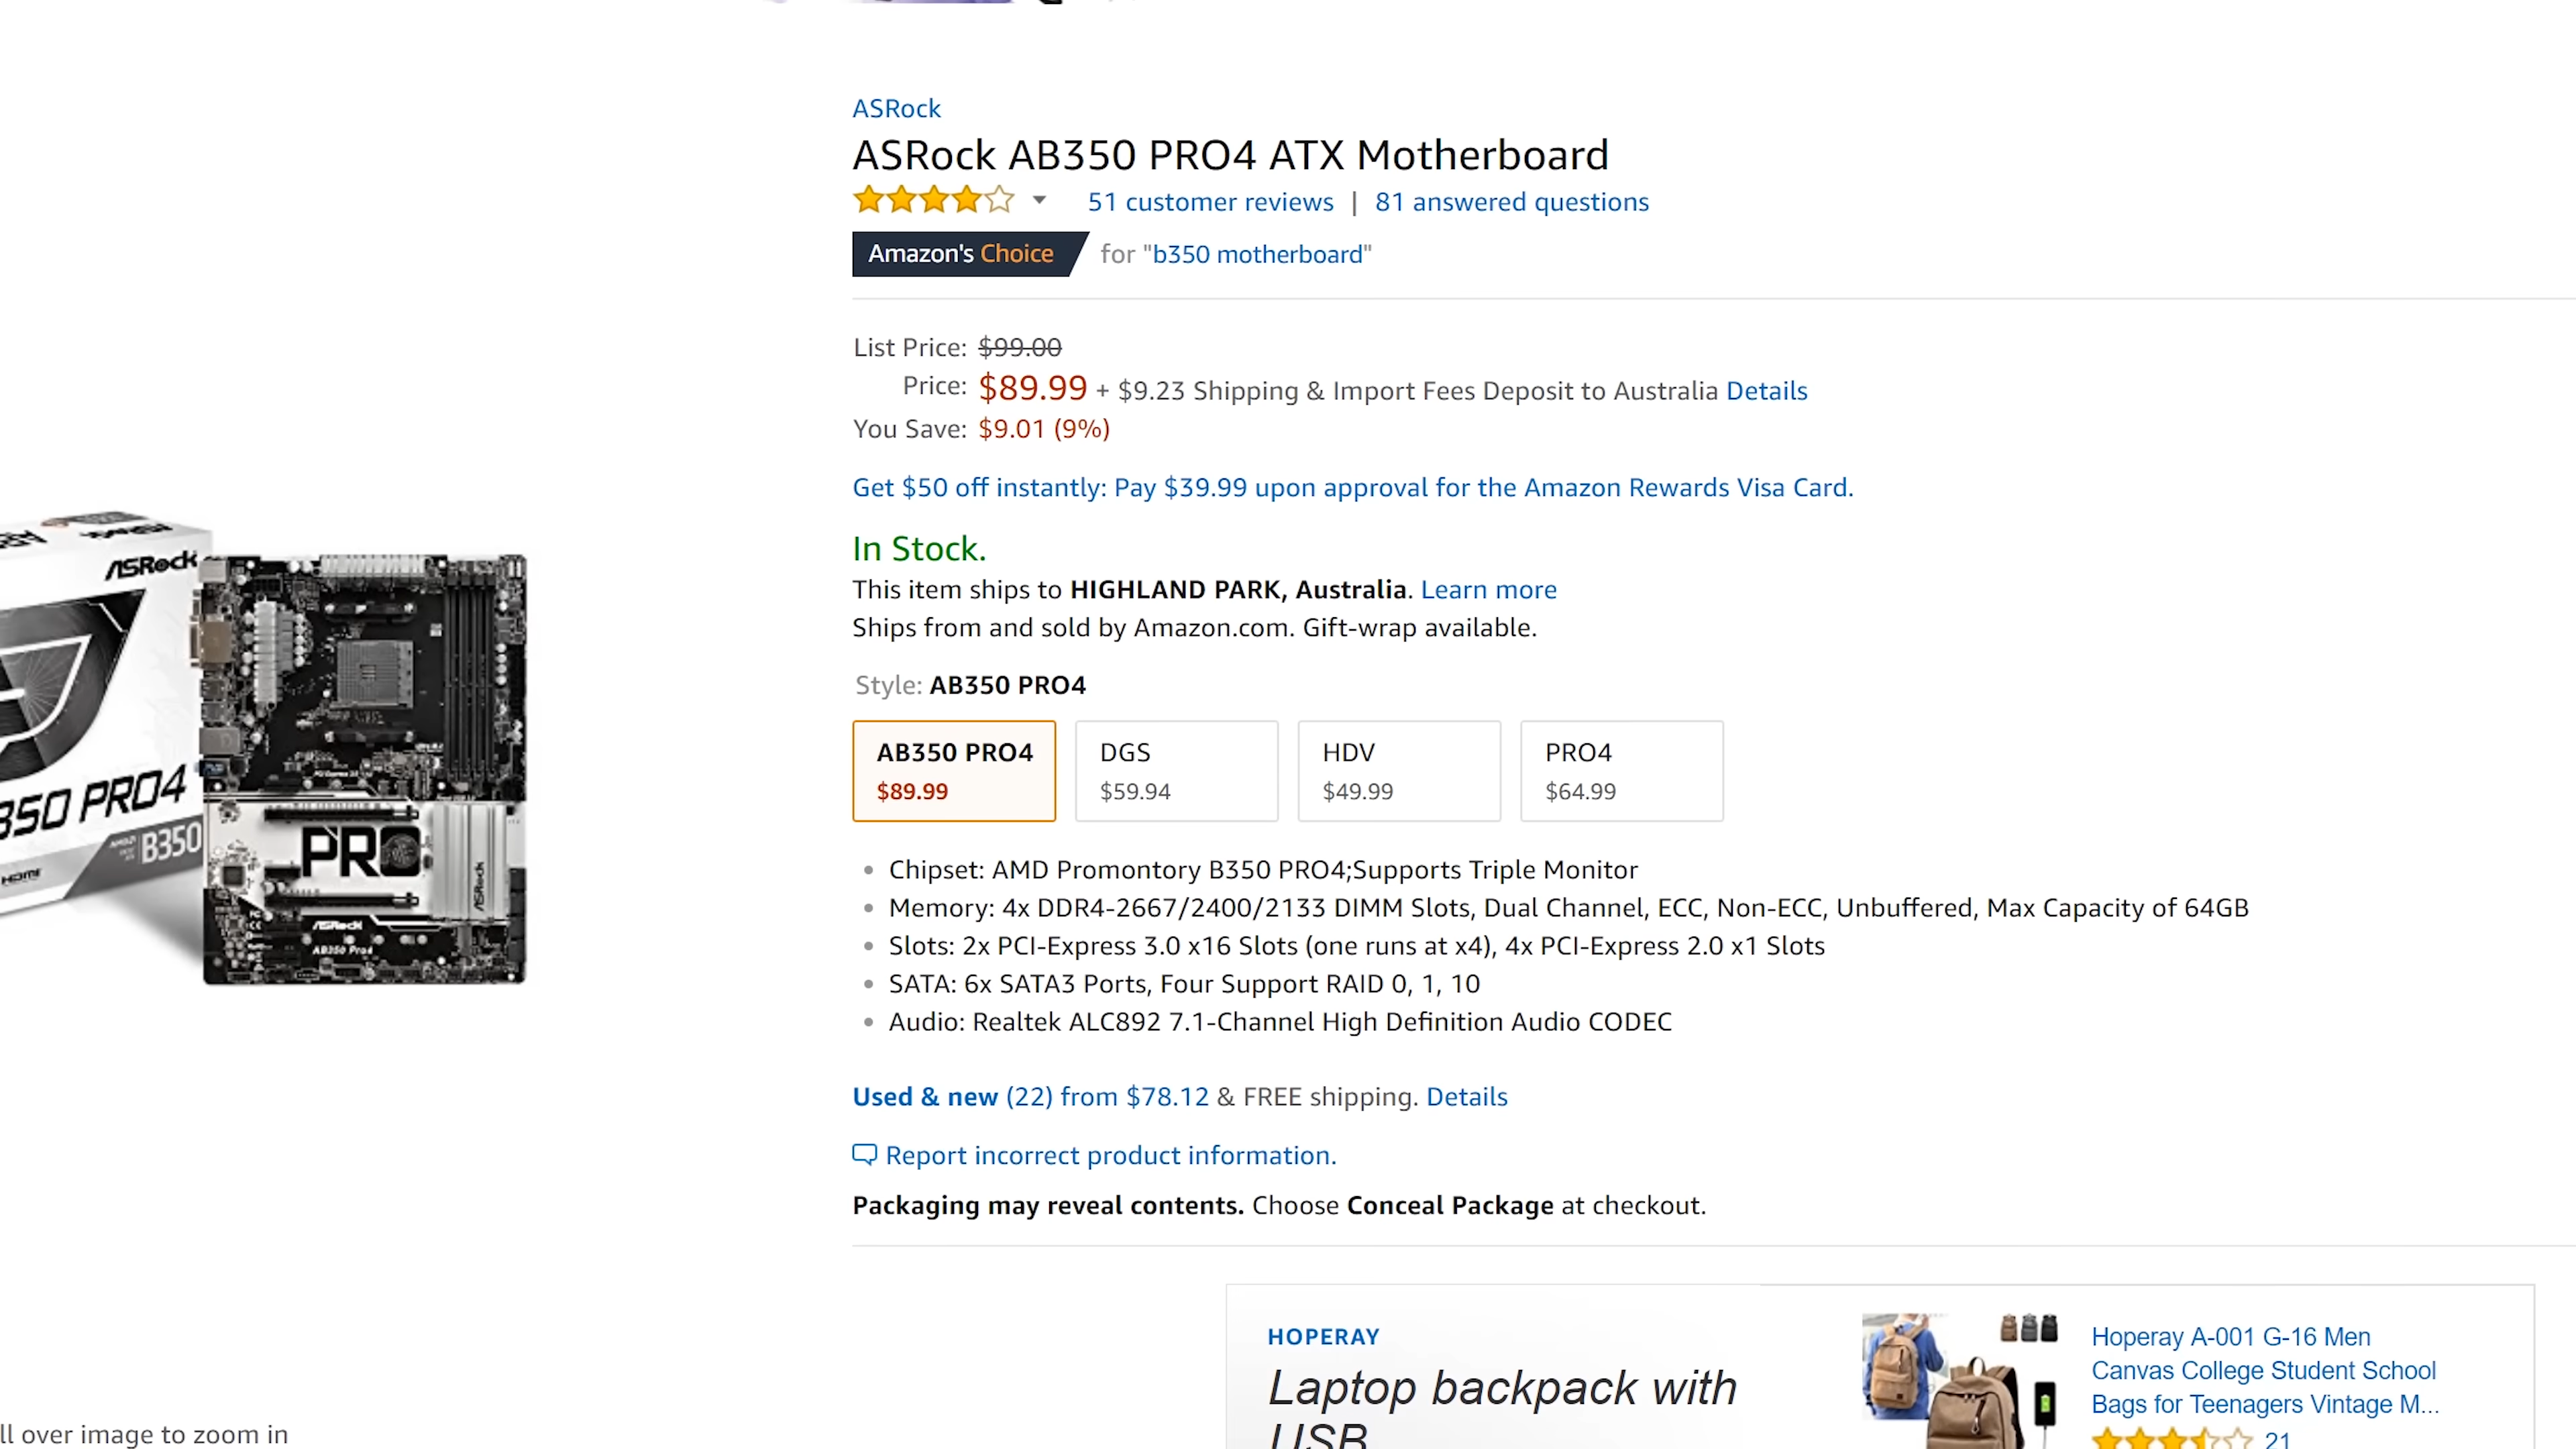 ASRock
ASRock AB350 PRO4 ATX Motherboard
51 customer reviews | 81 answered questions
Amazon's Choice for "b350 motherboard"
List Price: $99.00
Price: $89.99 + $9.23 Shipping & Import Fees Deposit to Australia Details
You Save: $9.01 (9%)
Get $50 off instantly: Pay $39.99 upon approval for the Amazon Rewards Visa Card.
In Stock.
This item ships to HIGHLAND PARK, Australia. Learn more
Ships from and sold by Amazon.com. Gift-wrap available.
Style: AB350 PRO4
AB350 PRO4 DGS HDV PRO4
$89.99 $59.94 $49.99 $64.99
Chipset: AMD Promontory B350 PRO4;Supports Triple Monitor
Memory: 4x DDR4-2667/2400/2133 DIMM Slots, Dual Channel, ECC, Non-ECC, Unbuffered, Max Capacity of 64GB
Slots: 2x PCI-Express 3.0 x16 Slots (one runs at x4), 4x PCI-Express 2.0 x1 Slots
SATA: 6x SATA3 Ports, Four Support RAID 0, 1, 10
Audio: Realtek ALC892 7.1-Channel High Definition Audio CODEC
Used & new (22) from $78.12 & FREE shipping. Details
Report incorrect product information.
Packaging may reveal contents. Choose Conceal Package at checkout.
ASRock
350 PRO4
B350
HDMI
PRO
ASRock
ASRock
AB350 Pro4
ll over image to zoom in
HOPERAY
Laptop backpack with
USB
Hoperay A-001 G-16 Men
Canvas College Student School
Bags for Teenagers Vintage M...
21